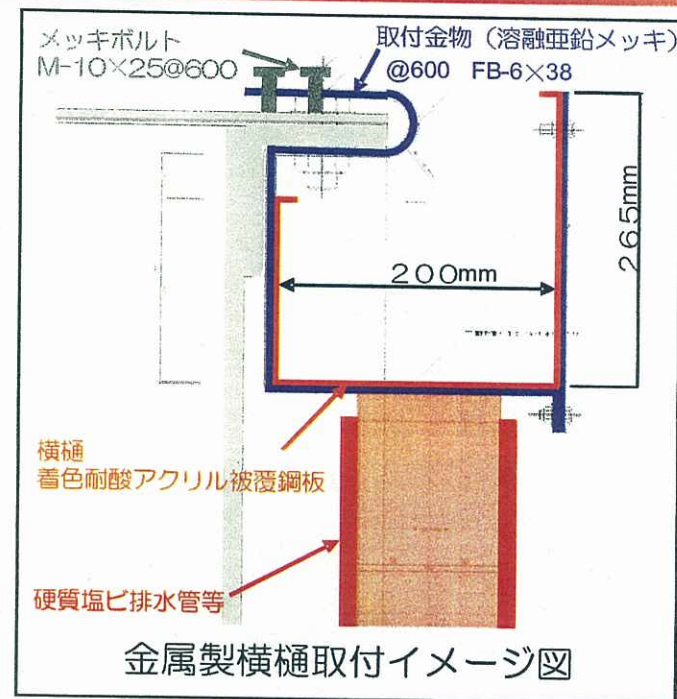 メッキボルト
M-10×25@600
取付金物（溶融亜鉛メッキ）
@600 FB-6×38
265mm
200mm
横樋
着色耐酸アクリル被覆鋼板
硬質塩ビ排水管等
金属製横樋取付イメージ図